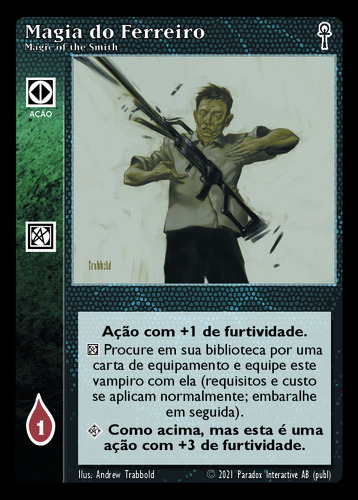 Magia do Ferreiro
Magic of the Smith
AÇÃO
Trabbold
Ação com +1 de furtividade.
Procure em sua biblioteca por uma
carta de equipamento e equipe este
vampiro com ela (requisitos e custo
se aplicam normalmente; embaralhe
em seguida).
Como acima, mas esta é uma
ação com +3 de furtividade.
1
Ilus. Andrew Trabbold © 2021 Paradox Interactive AB (publ)